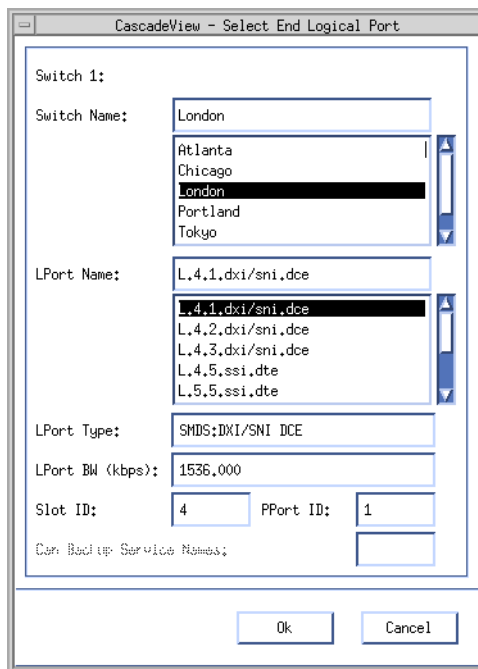 CascadeView - Select End Logical Port
Switch 1:
Switch Name: London
Atlanta
Chicago
London
Portland
Tokyo
LPort Name: L.4.1.dxi/sni.dce
L.4.1.dxi/sni.dce
L.4.2.dxi/sni.dce
L.4.3.dxi/sni.dce
L.4.5.ssi.dte
L.5.5.ssi.dte
LPort Type: SMDS:DXI/SNI DCE
LPort BW (kbps): 1536.000
Slot ID: 4 PPort ID: 1
Can Backup Service Names:
Ok Cancel